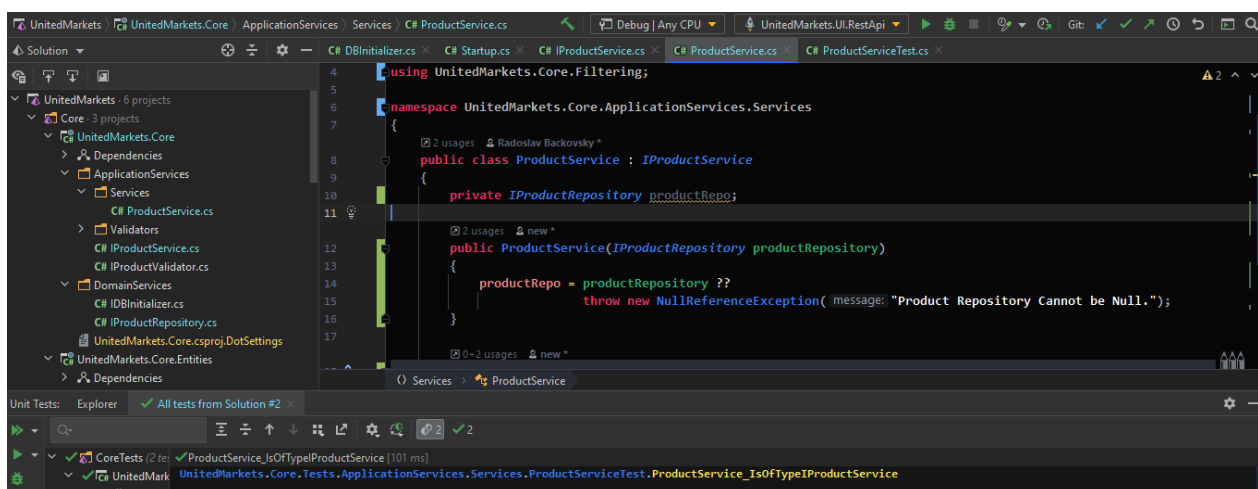 UnitedMarkets UnitedMarkets.Core ApplicationServices Services C# ProductService.cs Debug | Any CPU UnitedMarkets.UI.RestApi Git:
Solution C# DBInitializer.cs C# Startup.cs C# IProductService.cs C# ProductService.cs C# ProductServiceTest.cs
4 using UnitedMarkets.Core.Filtering; 2
UnitedMarkets · 6 projects
5
Core · 3 projects
6 namespace UnitedMarkets.Core.ApplicationServices.Services
UnitedMarkets.Core
7 {
2 usages Radoslav Backovsky *
Dependencies
8 public class ProductService : IProductService
ApplicationServices
9 {
Services
10 private IProductRepository productRepo;
C# ProductService.cs
11
Validators
2 usages new *
C# IProductService.cs
12 public ProductService(IProductRepository productRepository)
C# IProductValidator.cs
13 {
DomainServices
14 productRepo = productRepository ??
C# IDBInitializer.cs
15 throw new NullReferenceException( message: "Product Repository Cannot be Null.");
C# IProductRepository.cs
16 }
UnitedMarkets.Core.csproj.DotSettings
17
UnitedMarkets.Core.Entities
0+2 usages new *
Dependencies
Services ProductService
Unit Tests: Explorer All tests from Solution #2
2 2
CoreTests (2 te: ProductService_IsOfTypeIProductService [101 ms]
UnitedMark UnitedMarkets.Core.Tests.ApplicationServices.Services.ProductServiceTest.ProductService_IsOfTypeIProductService